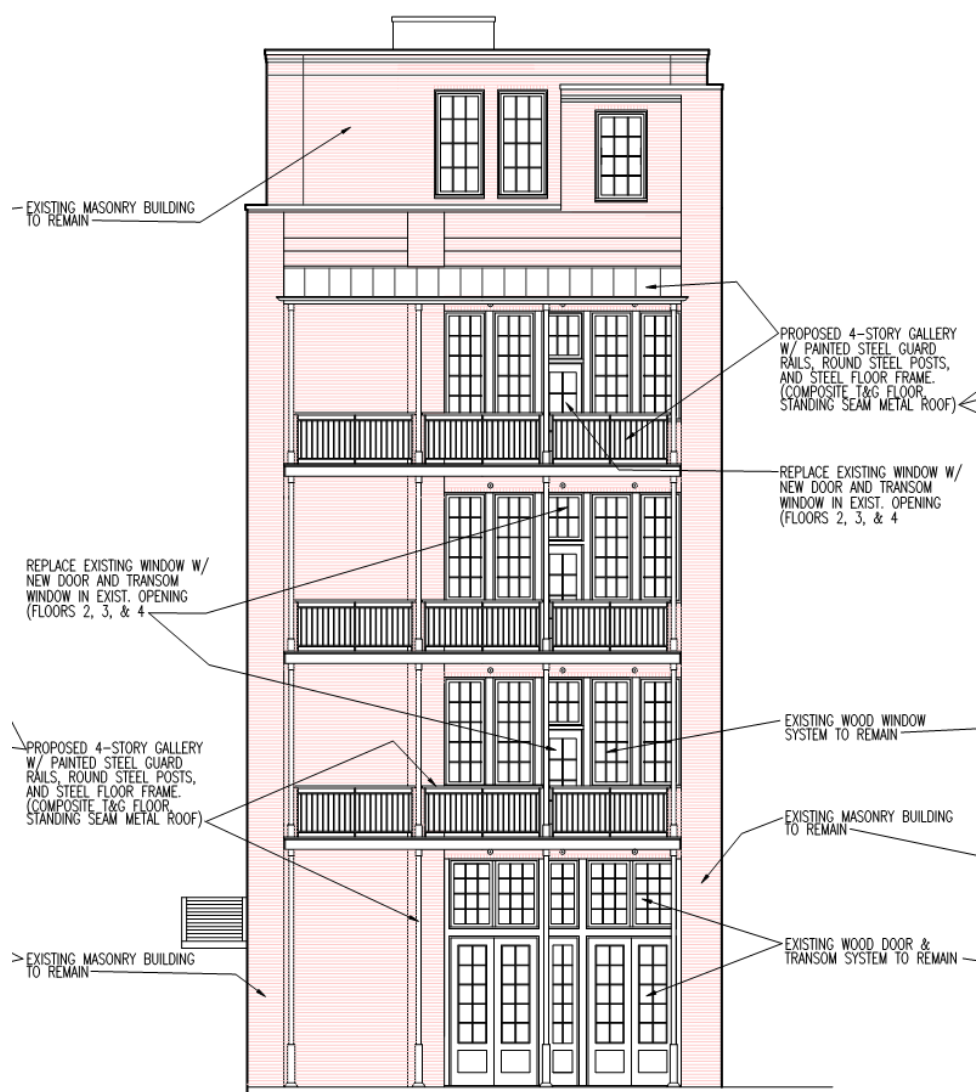 EXISTING MASONRY BUILDING
TO REMAIN
PROPOSED 4-STORY GALLERY
W/ PAINTED STEEL GUARD
RAILS, ROUND STEEL POSTS,
AND STEEL FLOOR FRAME.
(COMPOSITE T&G FLOOR,
STANDING SEAM METAL ROOF)
REPLACE EXISTING WINDOW W/
NEW DOOR AND TRANSOM
WINDOW IN EXIST. OPENING
(FLOORS 2, 3, & 4
REPLACE EXISTING WINDOW W/
NEW DOOR AND TRANSOM
WINDOW IN EXIST. OPENING
(FLOORS 2, 3, & 4
EXISTING WOOD WINDOW
SYSTEM TO REMAIN
PROPOSED 4-STORY GALLERY
W/ PAINTED STEEL GUARD
RAILS, ROUND STEEL POSTS,
AND STEEL FLOOR FRAME.
(COMPOSITE T&G FLOOR,
STANDING SEAM METAL ROOF)
EXISTING MASONRY BUILDING
TO REMAIN
EXISTING WOOD DOOR &
TRANSOM SYSTEM TO REMAIN
EXISTING MASONRY BUILDING
TO REMAIN